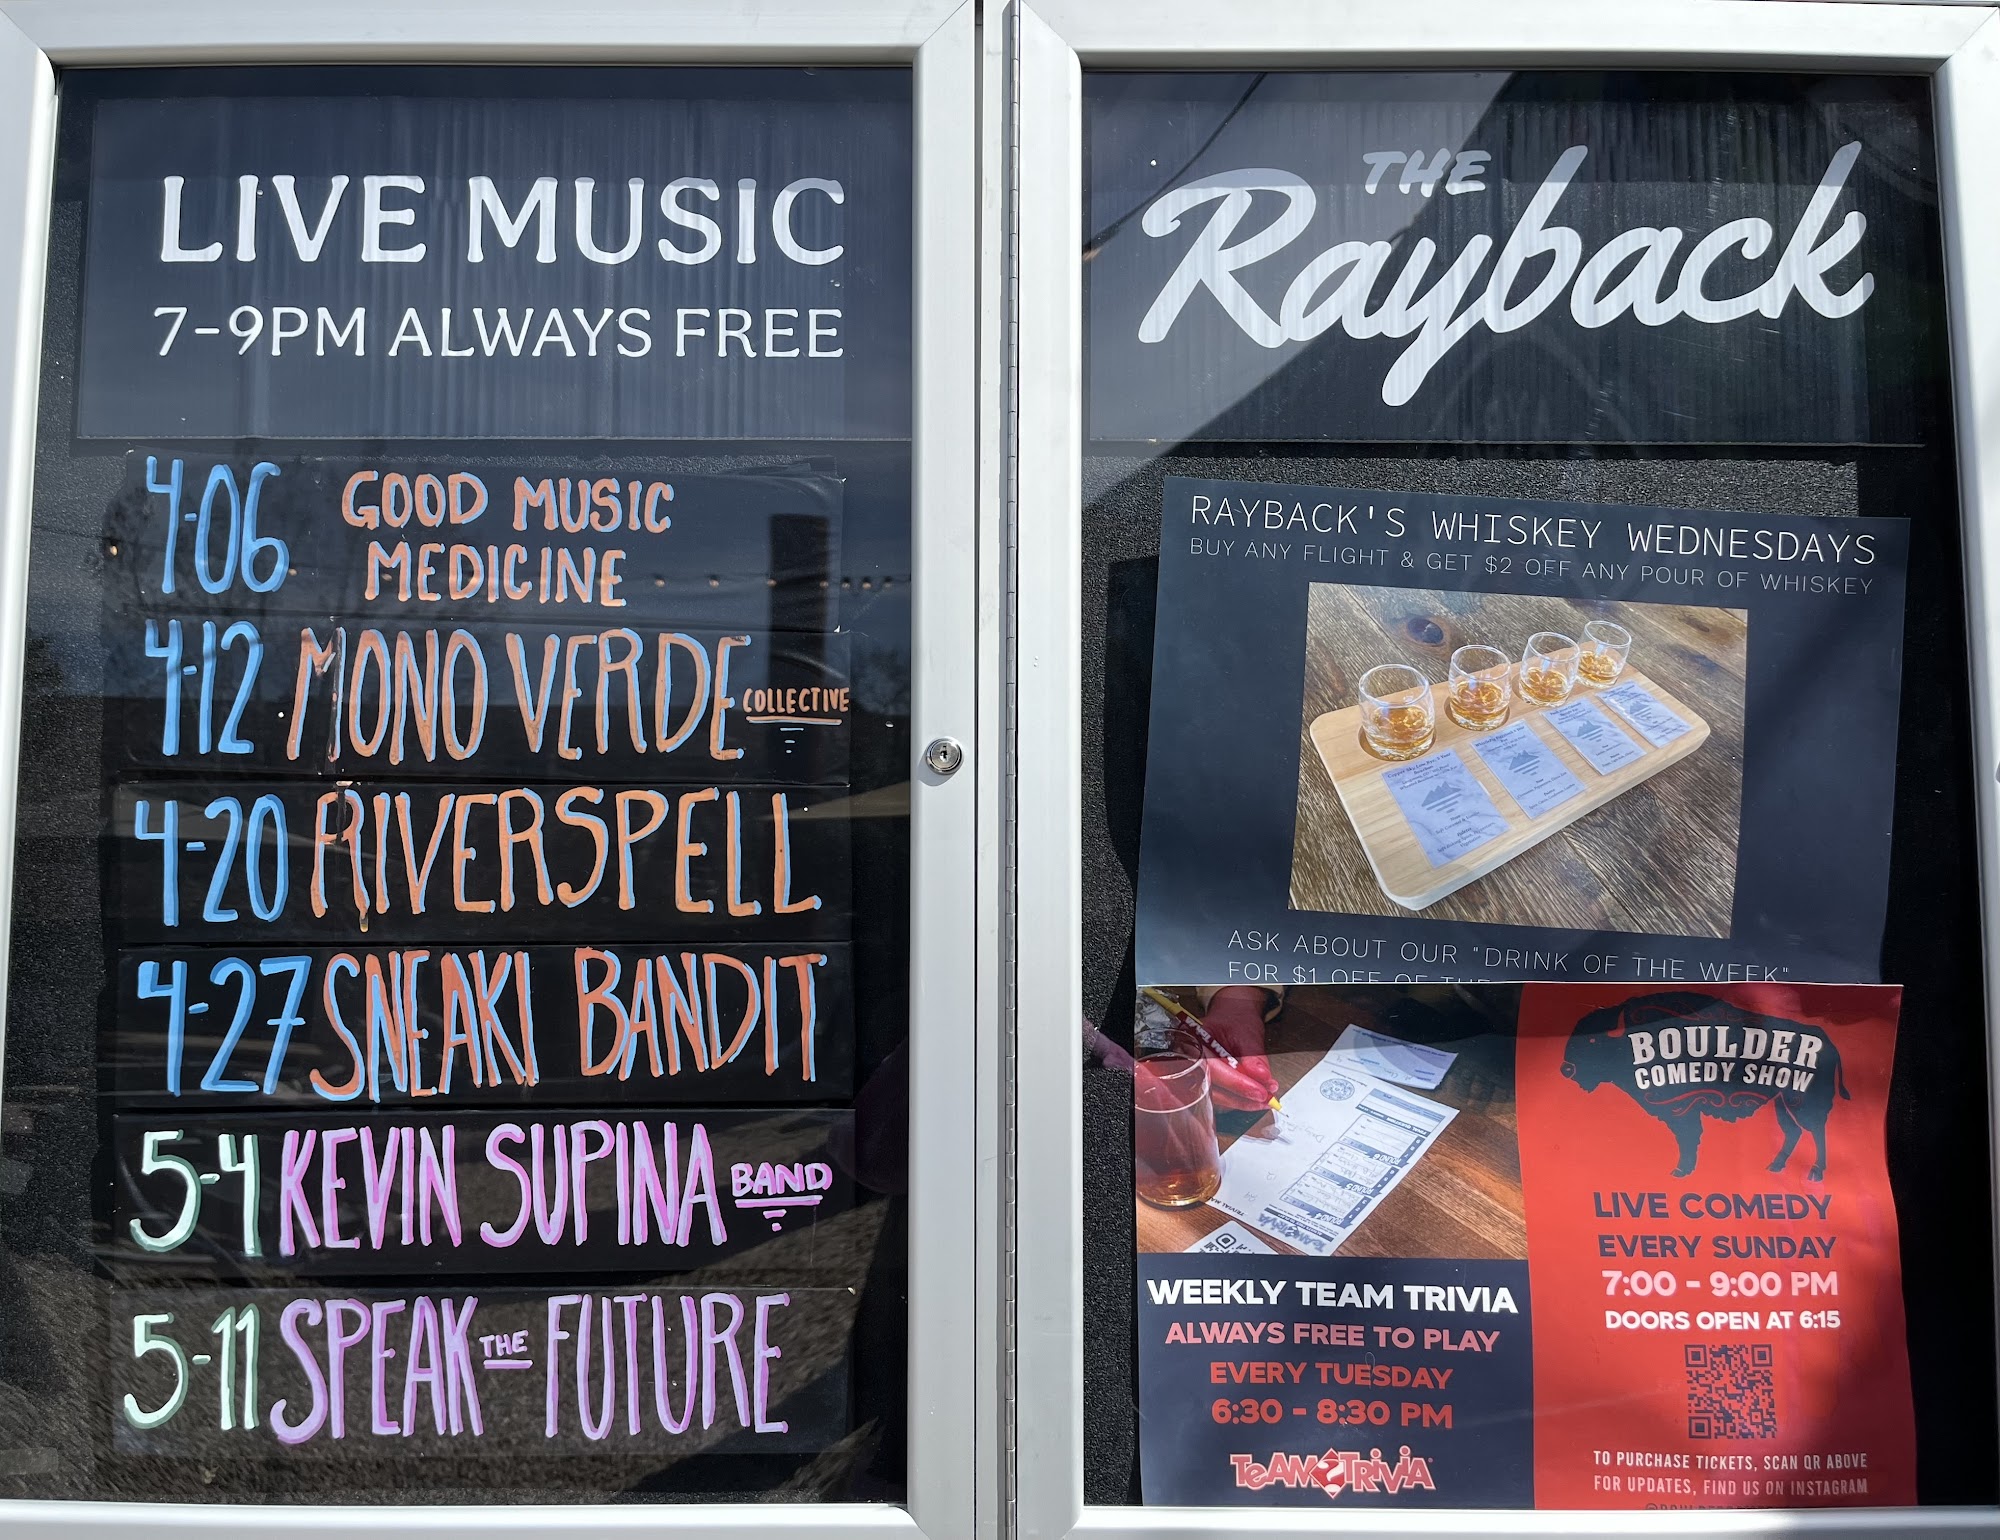 LIVE MUSIC
7-9PM ALWAYS FREE
4-06 GOOD MUSIC
MEDICINE
4-12 MONO VERDE COLLECTIVE
4-20 RIVERSPELL
4-27 SNEAKI BANDIT
5-4 KEVIN SUPINA BAND
5-11 SPEAK THE FUTURE
THE
Rayback
RAYBACK'S WHISKEY WEDNESDAYS
BUY ANY FLIGHT & GET $2 OFF ANY POUR OF WHISKEY
ASK ABOUT OUR "DRINK OF THE WEEK"
FOR $1 OFF OF THE
WEEKLY TEAM TRIVIA
ALWAYS FREE TO PLAY
EVERY TUESDAY
6:30 - 8:30 PM
TEAM TRIVIA
BOULDER
COMEDY SHOW
LIVE COMEDY
EVERY SUNDAY
7:00 - 9:00 PM
DOORS OPEN AT 6:15
TO PURCHASE TICKETS, SCAN QR ABOVE
FOR UPDATES, FIND US ON INSTAGRAM